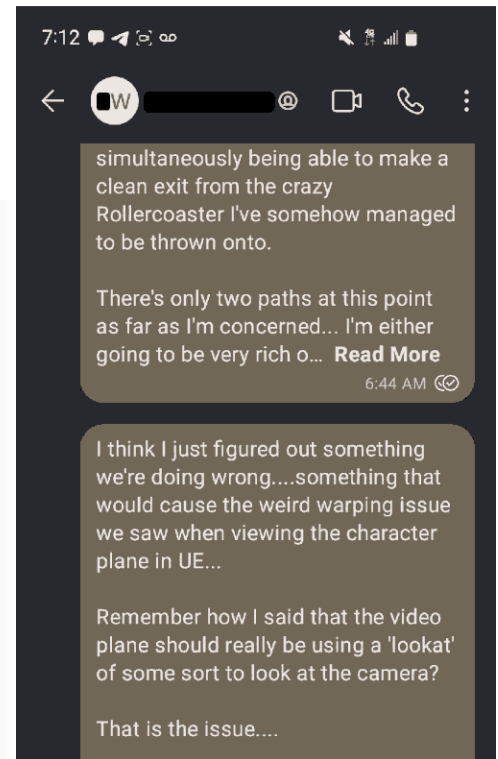 7:12
W
simultaneously being able to make a
clean exit from the crazy
Rollercoaster I've somehow managed
to be thrown onto.
There's only two paths at this point
as far as I'm concerned... I'm either
going to be very rich o... Read More
6:44 AM
I think I just figured out something
we're doing wrong....something that
would cause the weird warping issue
we saw when viewing the character
plane in UE...
Remember how I said that the video
plane should really be using a 'lookat'
of some sort to look at the camera?
That is the issue....